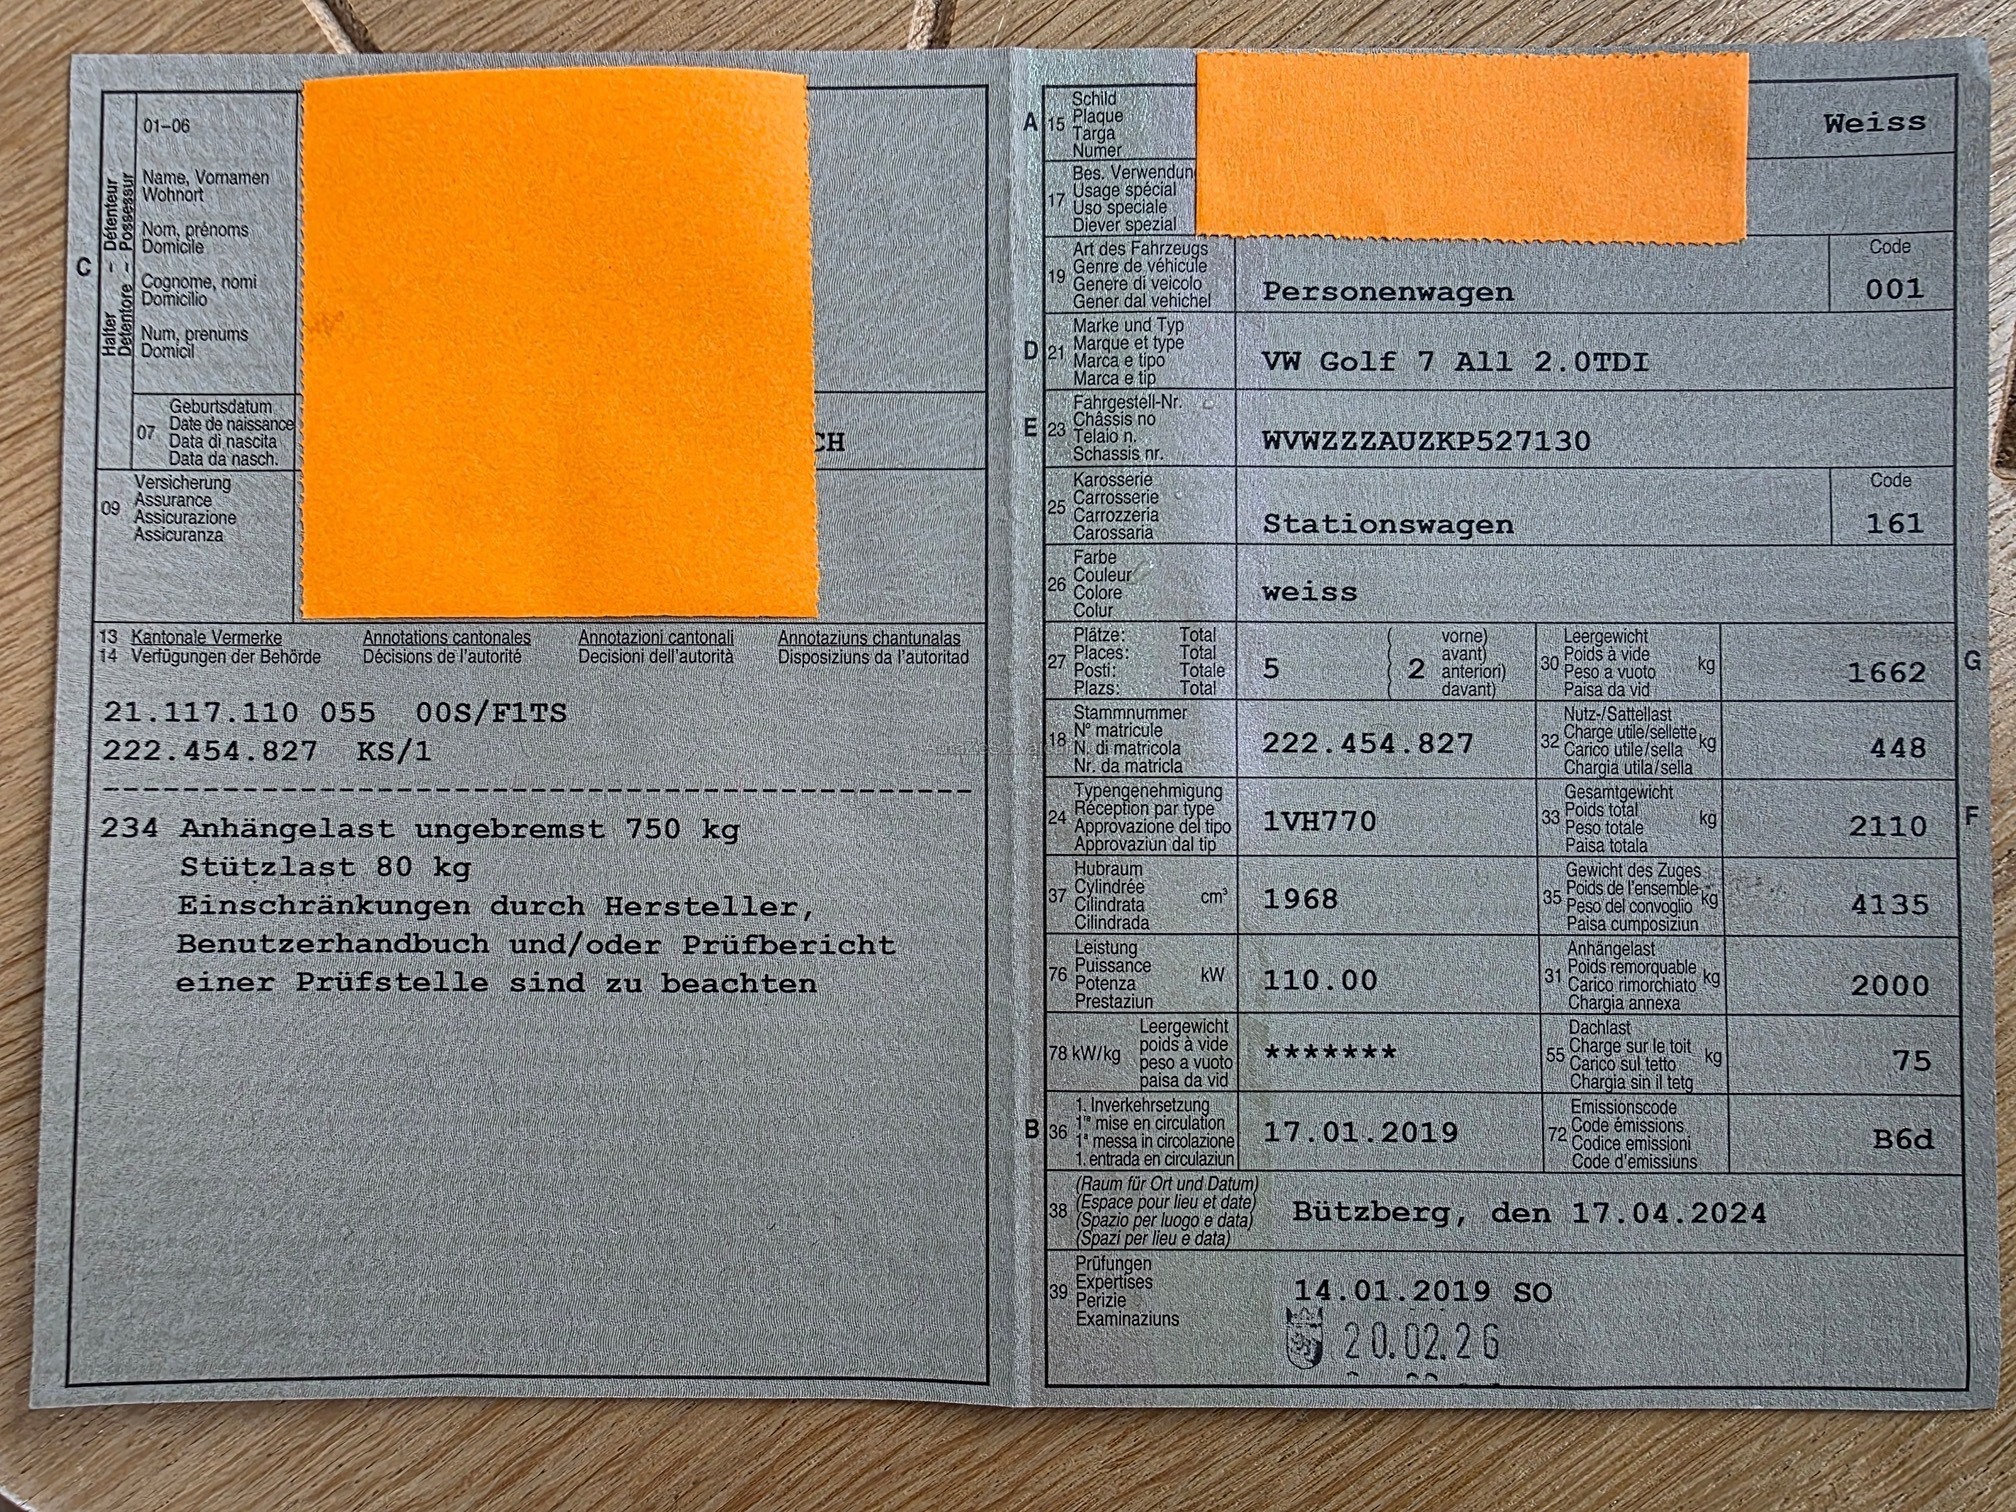 C
Halter – Détenteur
Detentore – Possessur
01–06
Name, Vornamen
Wohnort
Nom, prénoms
Domicile
Cognome, nomi
Domicilio
Num, prenums
Domicil
07
Geburtsdatum
Date de naissance
Data di nascita
Data da nasch.
CH
09
Versicherung
Assurance
Assicurazione
Assicuranza
13 Kantonale Vermerke Annotations cantonales Annotazioni cantonali Annotaziuns chantunalas
14 Verfügungen der Behörde Décisions de l'autorité Decisioni dell'autorità Disposiziuns da l'autoritad
21.117.110 055 00S/F1TS
222.454.827 KS/1
234 Anhängelast ungebremst 750 kg
Stützlast 80 kg
Einschränkungen durch Hersteller,
Benutzerhandbuch und/oder Prüfbericht
einer Prüfstelle sind zu beachten
A 15
Schild
Plaque
Targa
Numer
Weiss
17
Bes. Verwendun
Usage spécial
Uso speciale
Diever spezial
19
Art des Fahrzeugs
Genre de véhicule
Genere di veicolo
Gener dal vehichel
Personenwagen
Code
001
D 21
Marke und Typ
Marque et type
Marca e tipo
Marca e tip
VW Golf 7 All 2.0TDI
E 23
Fahrgestell-Nr.
Châssis no
Telaio n.
Schassis nr.
WVWZZZAUZKP527130
25
Karosserie
Carrosserie
Carrozzeria
Carossaria
Stationswagen
Code
161
26
Farbe
Couleur
Colore
Colur
weiss
27
Plätze: Total
Places: Total
Posti: Totale
Plazs: Total
5
( vorne)
( avant)
( 2 anteriori)
( davant)
30
Leergewicht
Poids à vide
Peso a vuoto
Paisa da vid
kg
1662
G
18
Stammnummer
N° matricule
N. di matricola
Nr. da matricla
222.454.827
32
Nutz-/Sattellast
Charge utile/sellette
Carico utile/sella
Chargia utila/sella
kg
448
24
Typengenehmigung
Réception par type
Approvazione del tipo
Approvaziun dal tip
1VH770
33
Gesamtgewicht
Poids total
Peso totale
Paisa totala
kg
2110
F
37
Hubraum
Cylindrée
Cilindrata
Cilindrada
cm³
1968
35
Gewicht des Zuges
Poids de l'ensemble
Peso del convoglio
Paisa cumposiziun
kg
4135
76
Leistung
Puissance
Potenza
Prestaziun
kW
110.00
31
Anhängelast
Poids remorquable
Carico rimorchiato
Chargia annexa
kg
2000
78 kW/kg
Leergewicht
poids à vide
peso a vuoto
paisa da vid
*******
55
Dachlast
Charge sur le toit
Carico sul tetto
Chargia sin il tetg
kg
75
B 36
1. Inverkehrsetzung
1re mise en circulation
1a messa in circolazione
1. entrada en circulaziun
17.01.2019
72
Emissionscode
Code émissions
Codice emissioni
Code d'emissiuns
B6d
38
(Raum für Ort und Datum)
(Espace pour lieu et date)
(Spazio per luogo e data)
(Spazi per lieu e data)
Bützberg, den 17.04.2024
39
Prüfungen
Expertises
Perizie
Examinaziuns
14.01.2019 SO
20.02.26